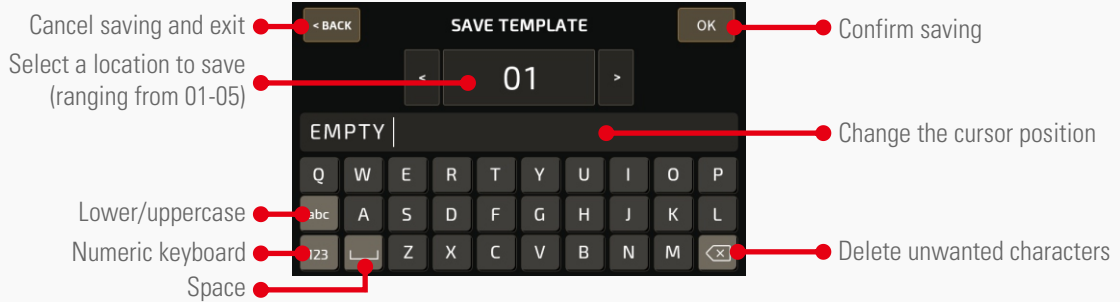 Cancel saving and exit
< BACK
SAVE TEMPLATE
OK
Confirm saving
Select a location to save
(ranging from 01-05)
< 01 >
EMPTY
Change the cursor position
Q W E R T Y U I O P
Lower/uppercase
abc A S D F G H J K L
Numeric keyboard
123 Z X C V B N M
Delete unwanted characters
Space